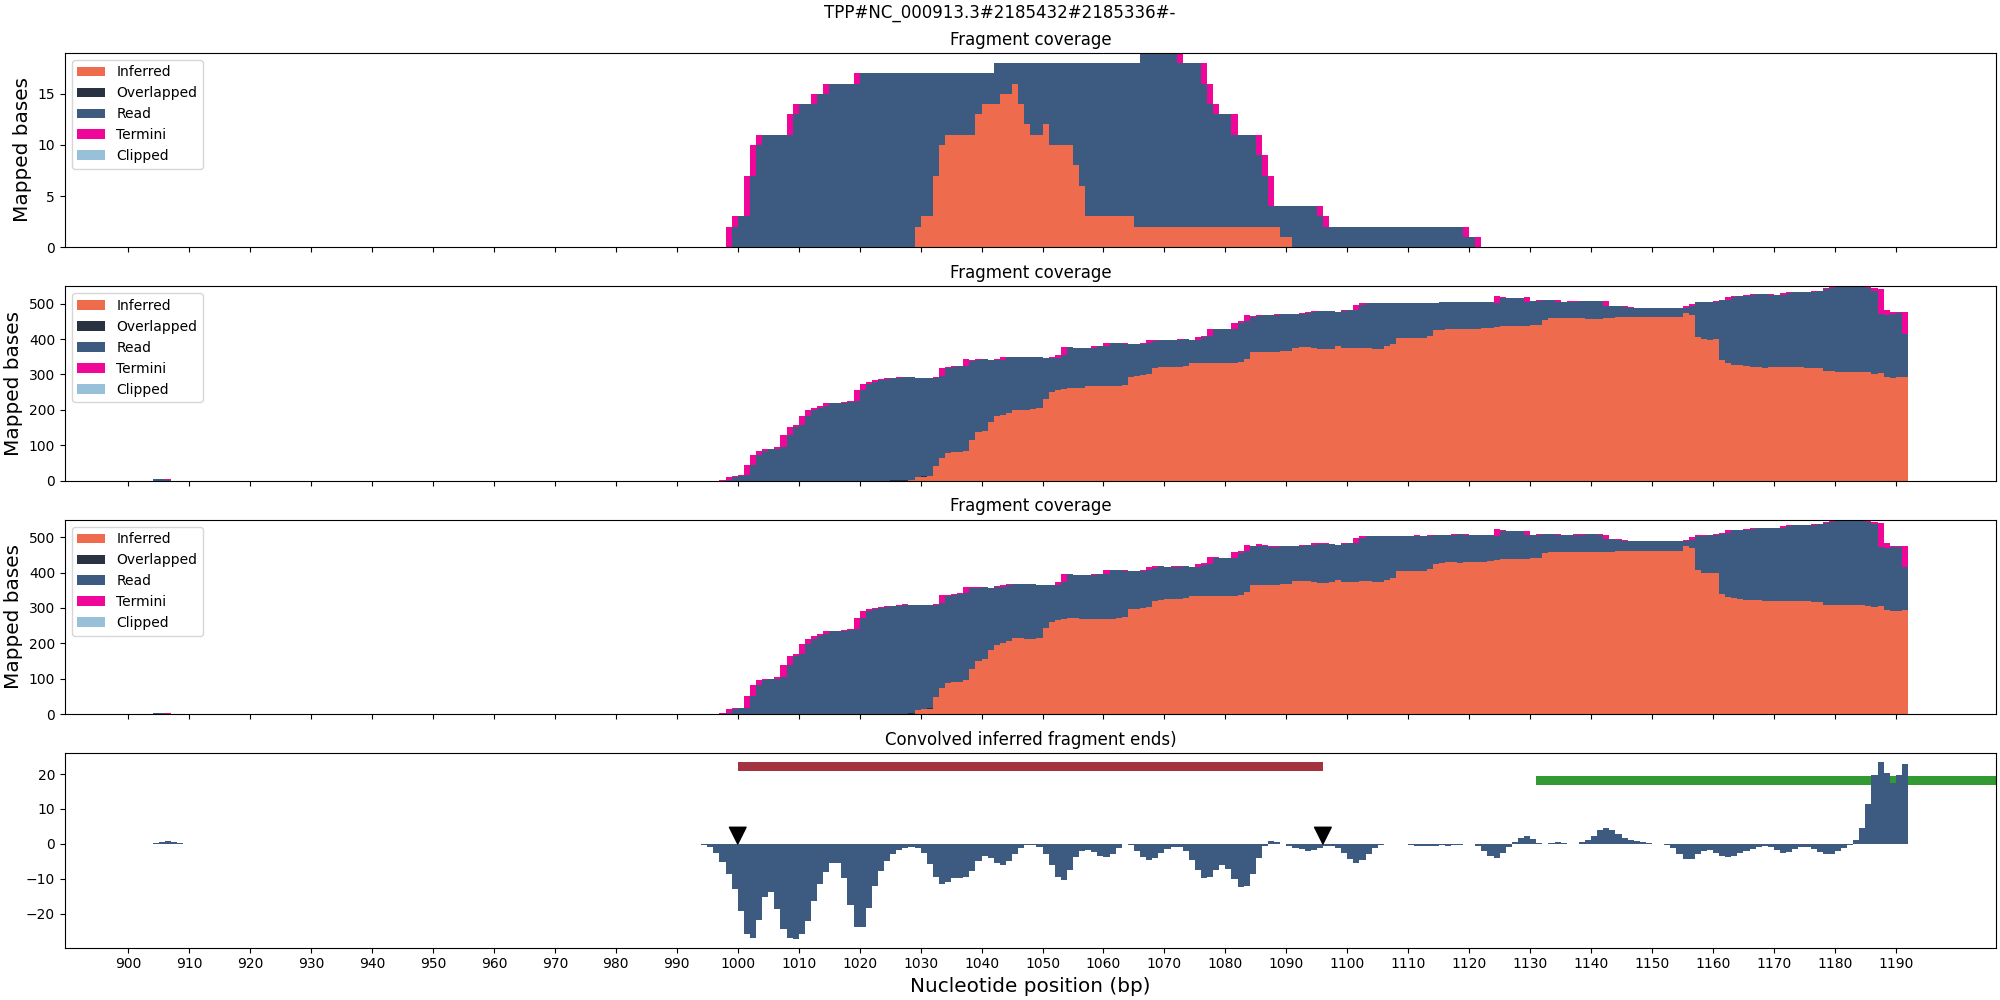 TPP#NC_000913.3#2185432#2185336#-
Fragment coverage
Mapped bases
15
10
5
0
Inferred
Overlapped
Read
Termini
Clipped
Fragment coverage
Mapped bases
500
400
300
200
100
0
Inferred
Overlapped
Read
Termini
Clipped
Fragment coverage
Mapped bases
500
400
300
200
100
0
Inferred
Overlapped
Read
Termini
Clipped
Convolved inferred fragment ends)
20
10
0
−10
−20
900 910 920 930 940 950 960 970 980 990 1000 1010 1020 1030 1040 1050 1060 1070 1080 1090 1100 1110 1120 1130 1140 1150 1160 1170 1180 1190
Nucleotide position (bp)